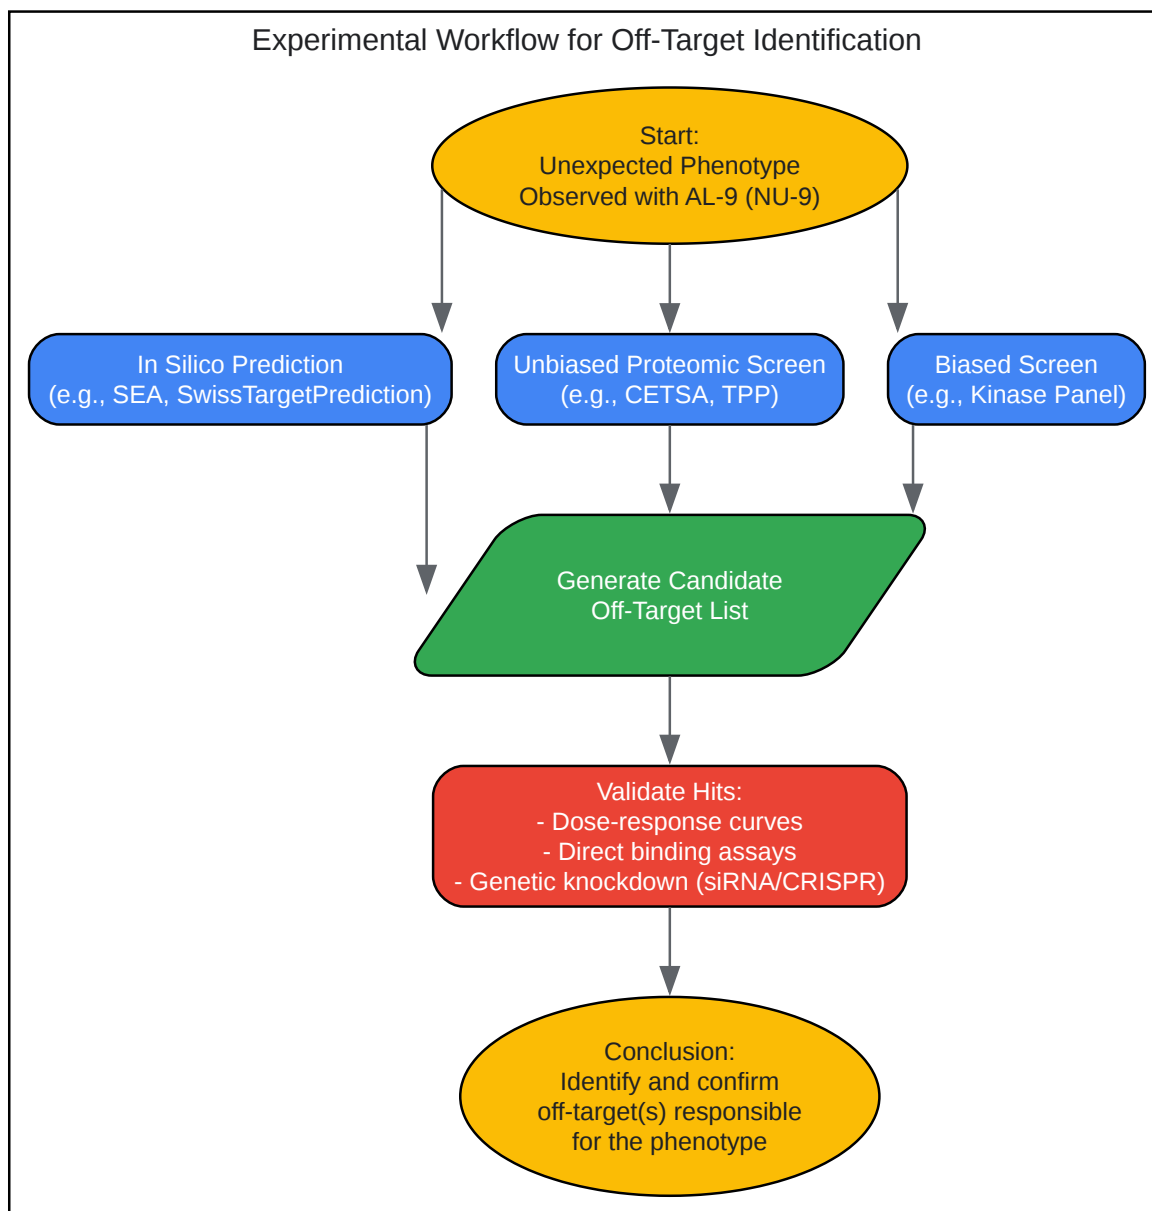 Experimental Workflow for Off-Target Identification
Start:
Unexpected Phenotype
Observed with AL-9 (NU-9)
In Silico Prediction
(e.g., SEA, SwissTargetPrediction)
Unbiased Proteomic Screen
(e.g., CETSA, TPP)
Biased Screen
(e.g., Kinase Panel)
Generate Candidate
Off-Target List
Validate Hits:
- Dose-response curves
- Direct binding assays
- Genetic knockdown (siRNA/CRISPR)
Conclusion:
Identify and confirm
off-target(s) responsible
for the phenotype